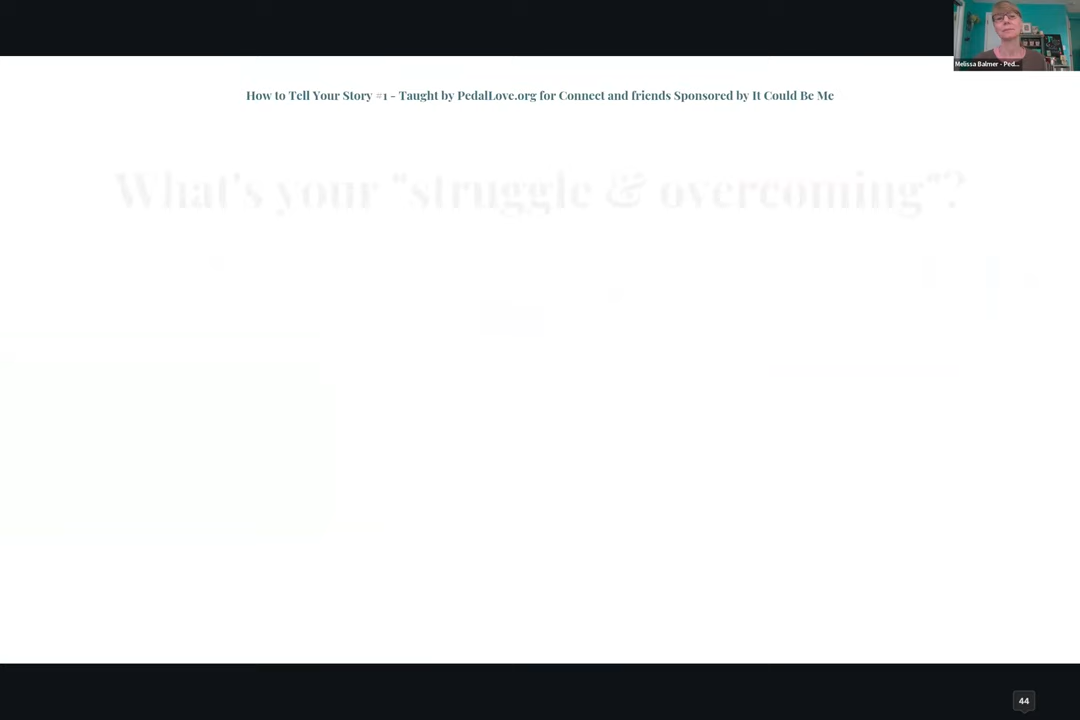 Melissa Balmer - Ped...
How to Tell Your Story #1 - Taught by PedalLove.org for Connect and friends Sponsored by It Could Be Me
What's your "struggle & overcoming"?
44